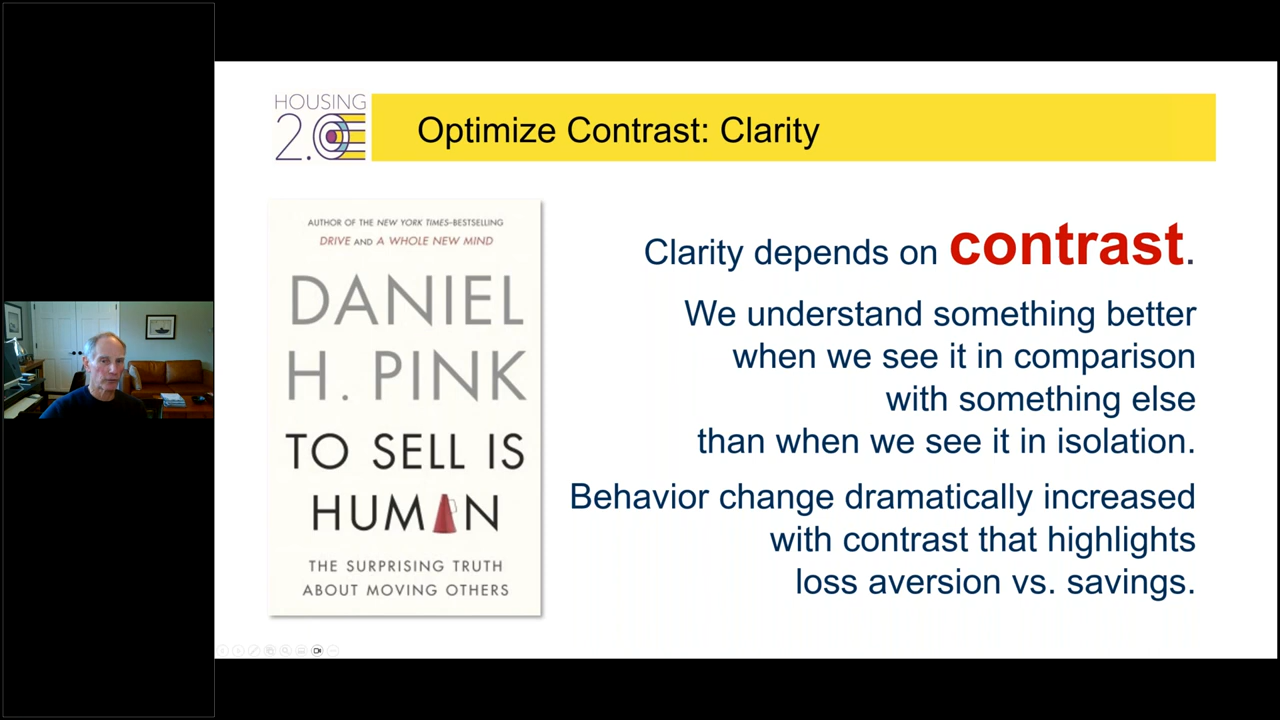 HOUSING
2.0
Optimize Contrast: Clarity
AUTHOR OF THE NEW YORK TIMES-BESTSELLING
DRIVE AND A WHOLE NEW MIND
DANIEL
H. PINK
TO SELL IS
HUMAN
THE SURPRISING TRUTH
ABOUT MOVING OTHERS
Clarity depends on contrast.
We understand something better
when we see it in comparison
with something else
than when we see it in isolation.
Behavior change dramatically increased
with contrast that highlights
loss aversion vs. savings.